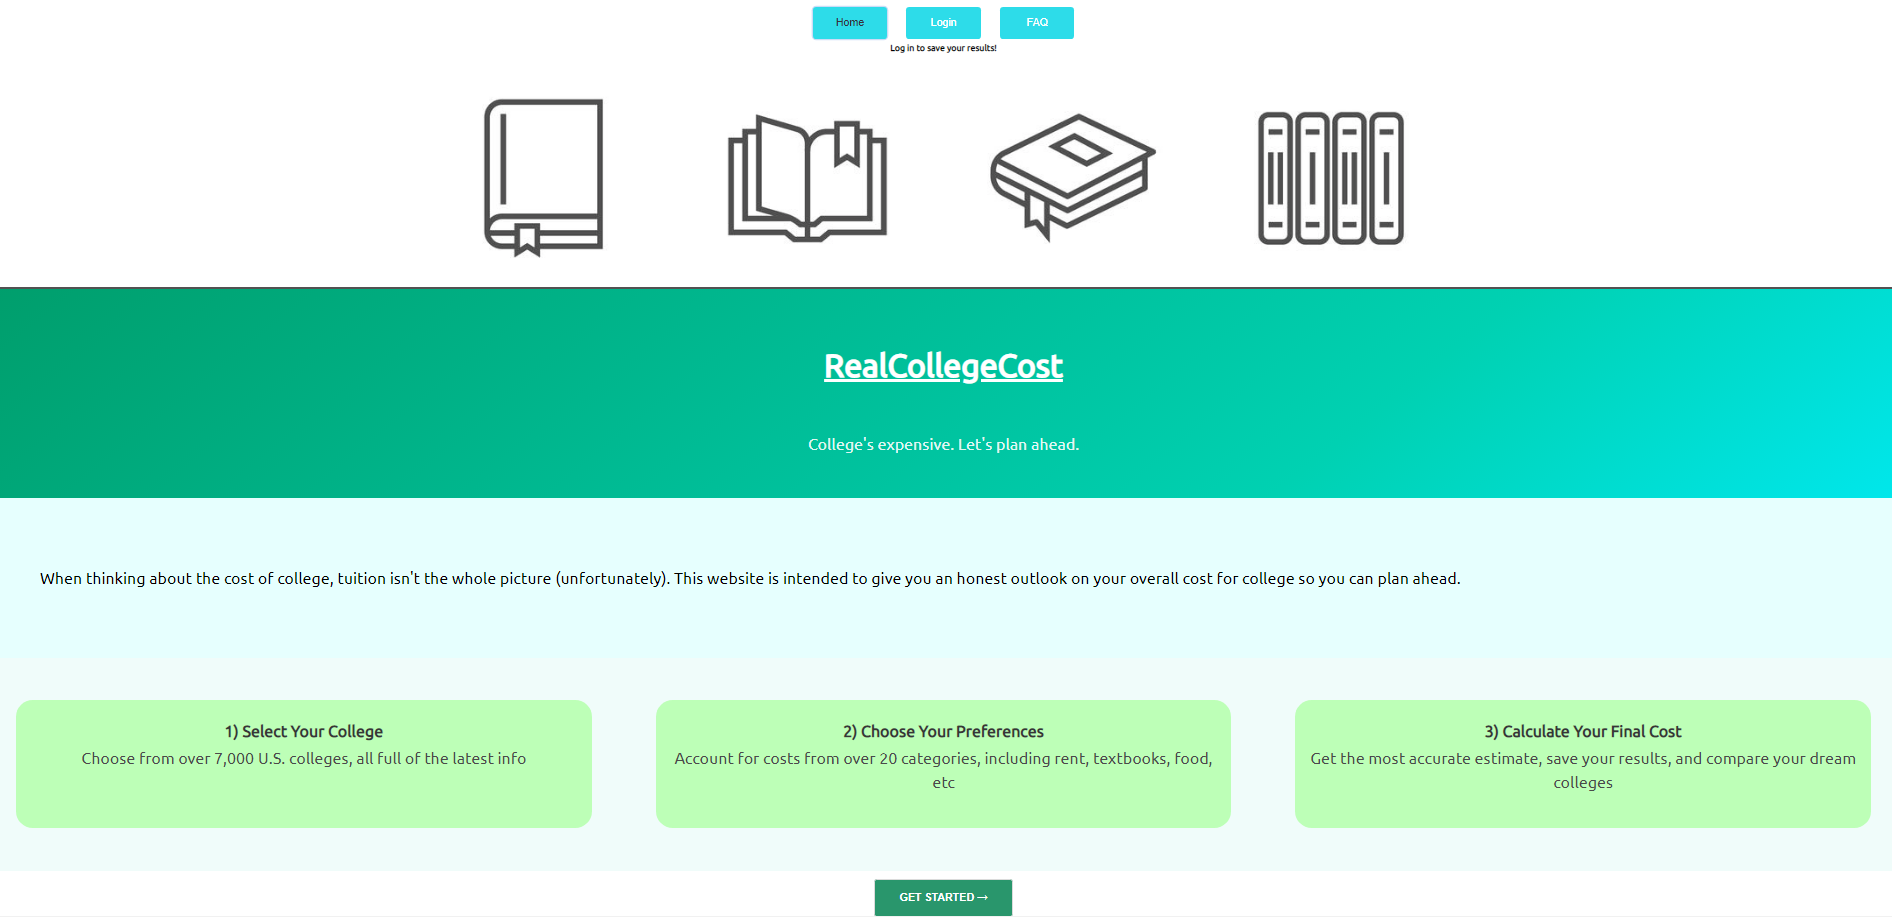 Home Login FAQ
Log in to save your results!
RealCollegeCost
College's expensive. Let's plan ahead.
When thinking about the cost of college, tuition isn't the whole picture (unfortunately). This website is intended to give you an honest outlook on your overall cost for college so you can plan ahead.
1) Select Your College
Choose from over 7,000 U.S. colleges, all full of the latest info
2) Choose Your Preferences
Account for costs from over 20 categories, including rent, textbooks, food,
etc
3) Calculate Your Final Cost
Get the most accurate estimate, save your results, and compare your dream
colleges
GET STARTED→